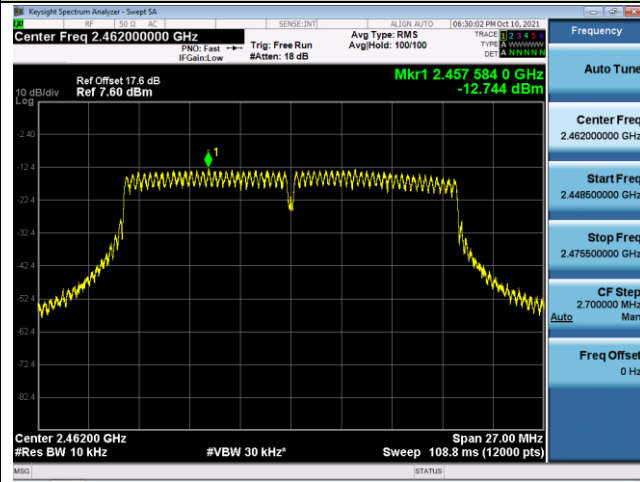 Keysight Spectrum Analyzer - Swept SA
RF 50 Ω AC SENSE:INT ALIGN AUTO 06:30:02 PM Oct 10, 2021
Center Freq 2.462000000 GHz
PNO: Fast
IFGain:Low
Trig: Free Run
#Atten: 18 dB
Avg Type: RMS
Avg|Hold: 100/100
TRACE 1 2 3 4 5 6
TYPE A WWWWW
DET A N N N N N
Ref Offset 17.6 dB
10 dB/div Ref 7.60 dBm
Log
Mkr1 2.457 584 0 GHz
-12.744 dBm
1
-2.40
-12.4
-22.4
-32.4
-42.4
-52.4
-62.4
-72.4
-82.4
Center 2.46200 GHz Span 27.00 MHz
#Res BW 10 kHz #VBW 30 kHz* Sweep 108.8 ms (12000 pts)
MSG STATUS
Frequency
Auto Tune
Center Freq
2.462000000 GHz
Start Freq
2.448500000 GHz
Stop Freq
2.475500000 GHz
CF Step
2.700000 MHz
Auto Man
Freq Offset
0 Hz